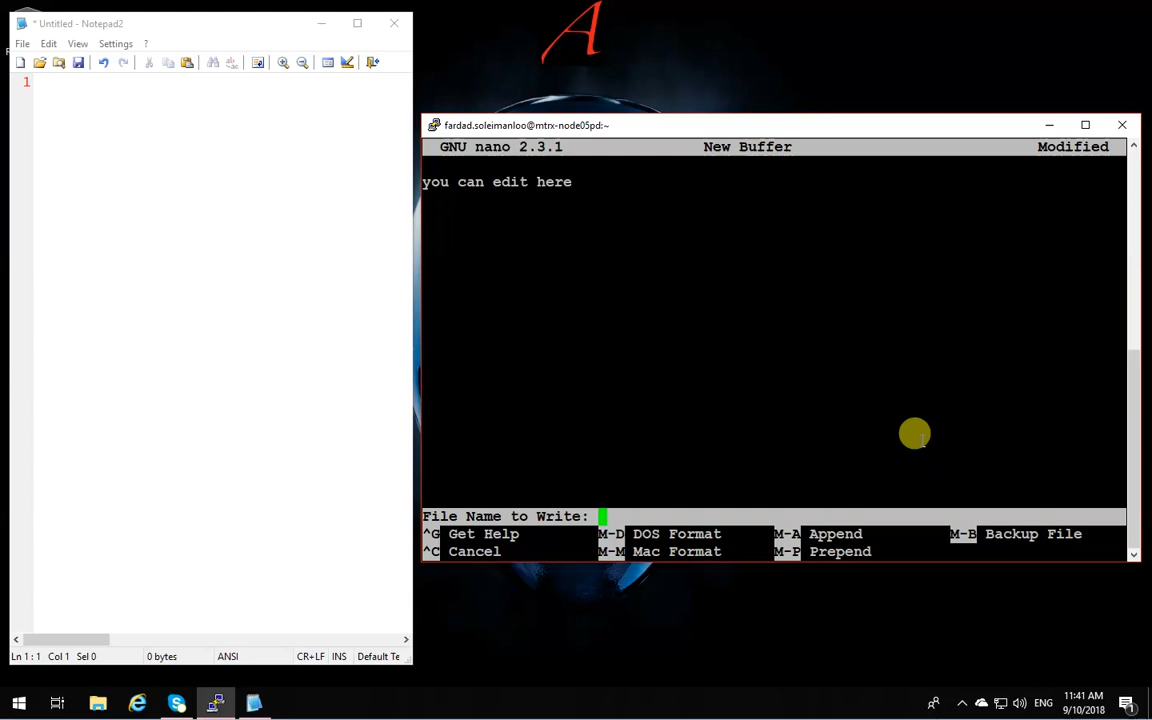 * Untitled - Notepad2
File Edit View Settings ?
1
Ln 1 : 1 Col 1 Sel 0 0 bytes ANSI CR+LF INS Default Te
A
fardad.soleimanloo@mtrx-node05pd:~
GNU nano 2.3.1 New Buffer Modified
you can edit here
File Name to Write:
^G Get Help M-D DOS Format M-A Append M-B Backup File
^C Cancel M-M Mac Format M-P Prepend
ENG
11:41 AM
9/10/2018
1